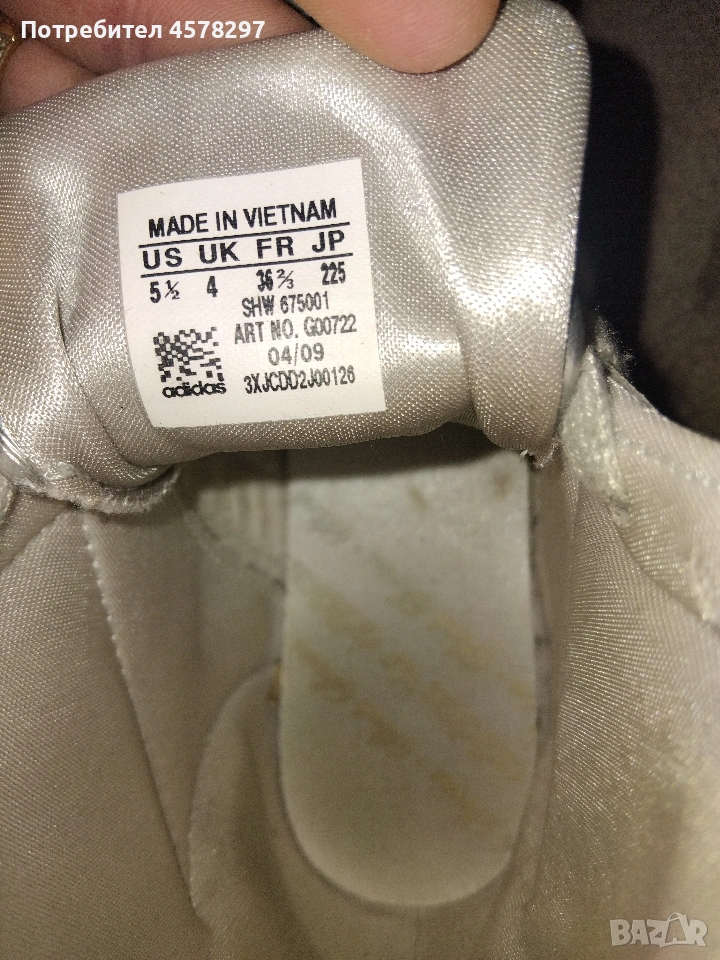 Потребител 4578297
MADE IN VIETNAM
US UK FR JP
5½ 4 36⅔ 225
SHW 675001
ART NO. G00722
04/09
adidas 3XJCDD2J00126
BAZAR